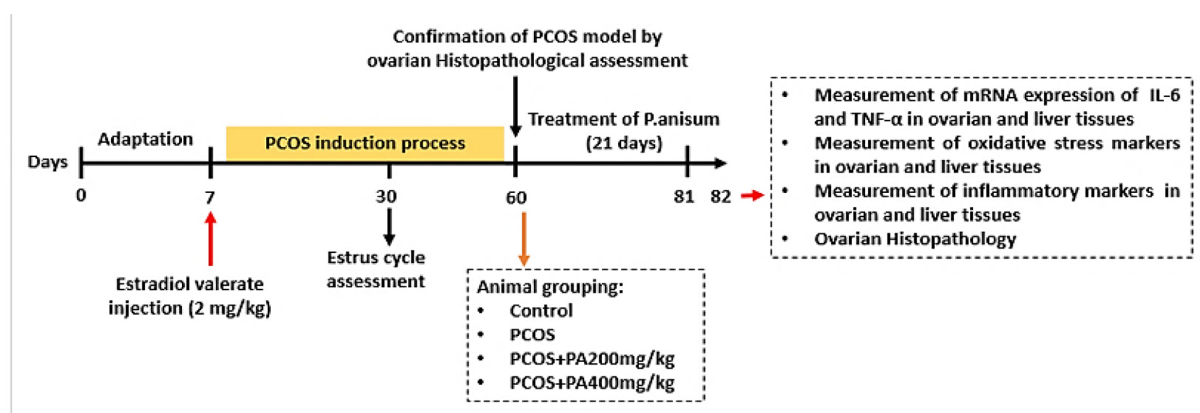 Confirmation of PCOS model by
ovarian Histopathological assessment
Adaptation
PCOS induction process
Treatment of P.anisum
(21 days)
Days
0
7
30
60
81
82
Estradiol valerate
injection (2 mg/kg)
Estrus cycle
assessment
Animal grouping:
• Control
• PCOS
• PCOS+PA200mg/kg
• PCOS+PA400mg/kg
• Measurement of mRNA expression of IL-6
and TNF-α in ovarian and liver tissues
• Measurement of oxidative stress markers
in ovarian and liver tissues
• Measurement of inflammatory markers in
ovarian and liver tissues
• Ovarian Histopathology